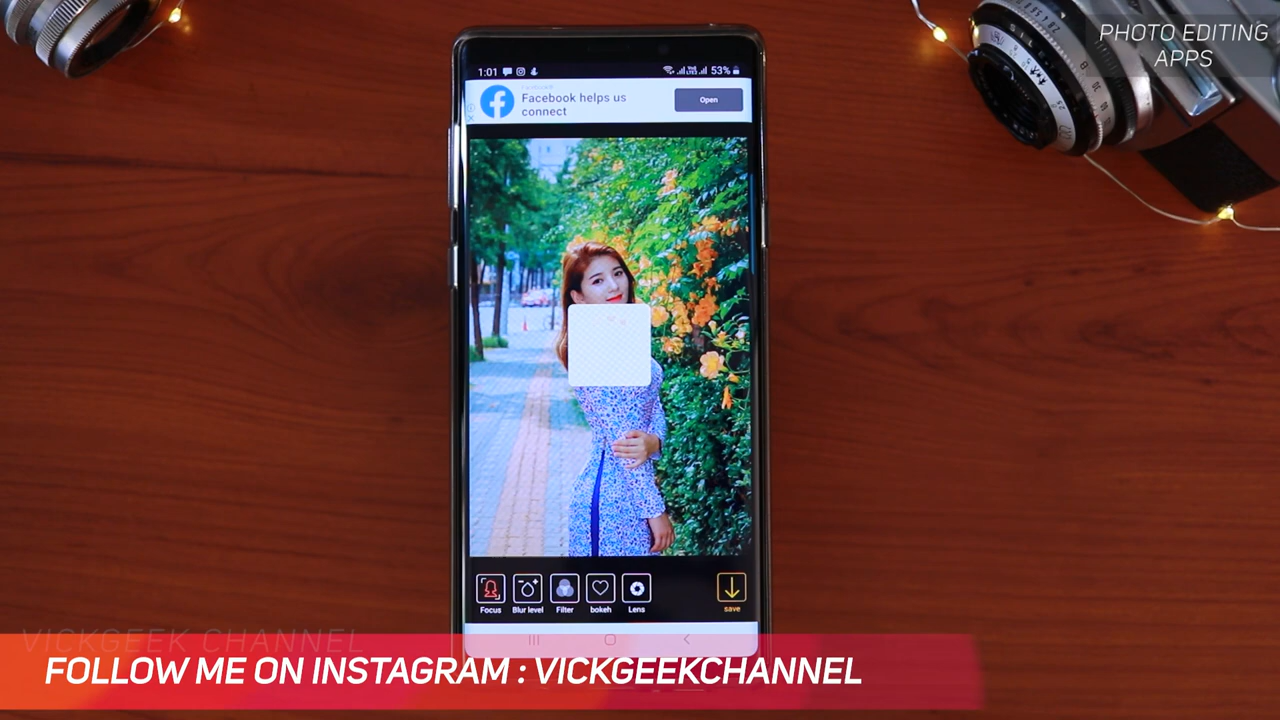 PHOTO EDITING
APPS
1:01
53%
Facebook helps us
connect
Open
Focus
Blur level
Filter
bokeh
Lens
save
VICKGEEK CHANNEL
FOLLOW ME ON INSTAGRAM : VICKGEEKCHANNEL